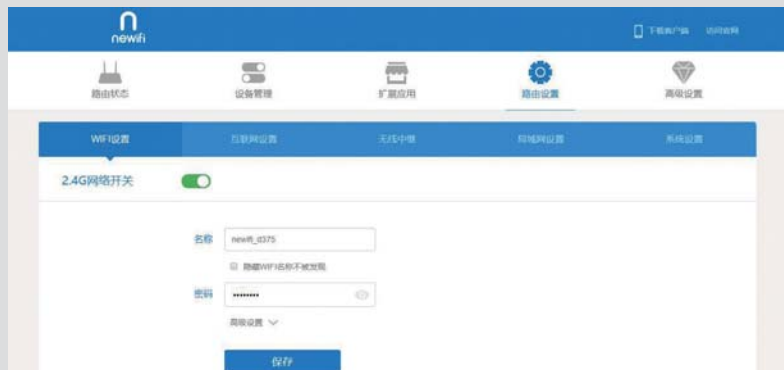 newifi
下载客户端 访问官网
路由状态 设备管理 扩展应用 路由设置 高级设置
WIFI设置 互联网设置 无线中继 局域网设置 系统设置
2.4G网络开关
名称 newifi_d375
隐藏WIFI名称不被发现
密码 ••••••••
高级设置
保存